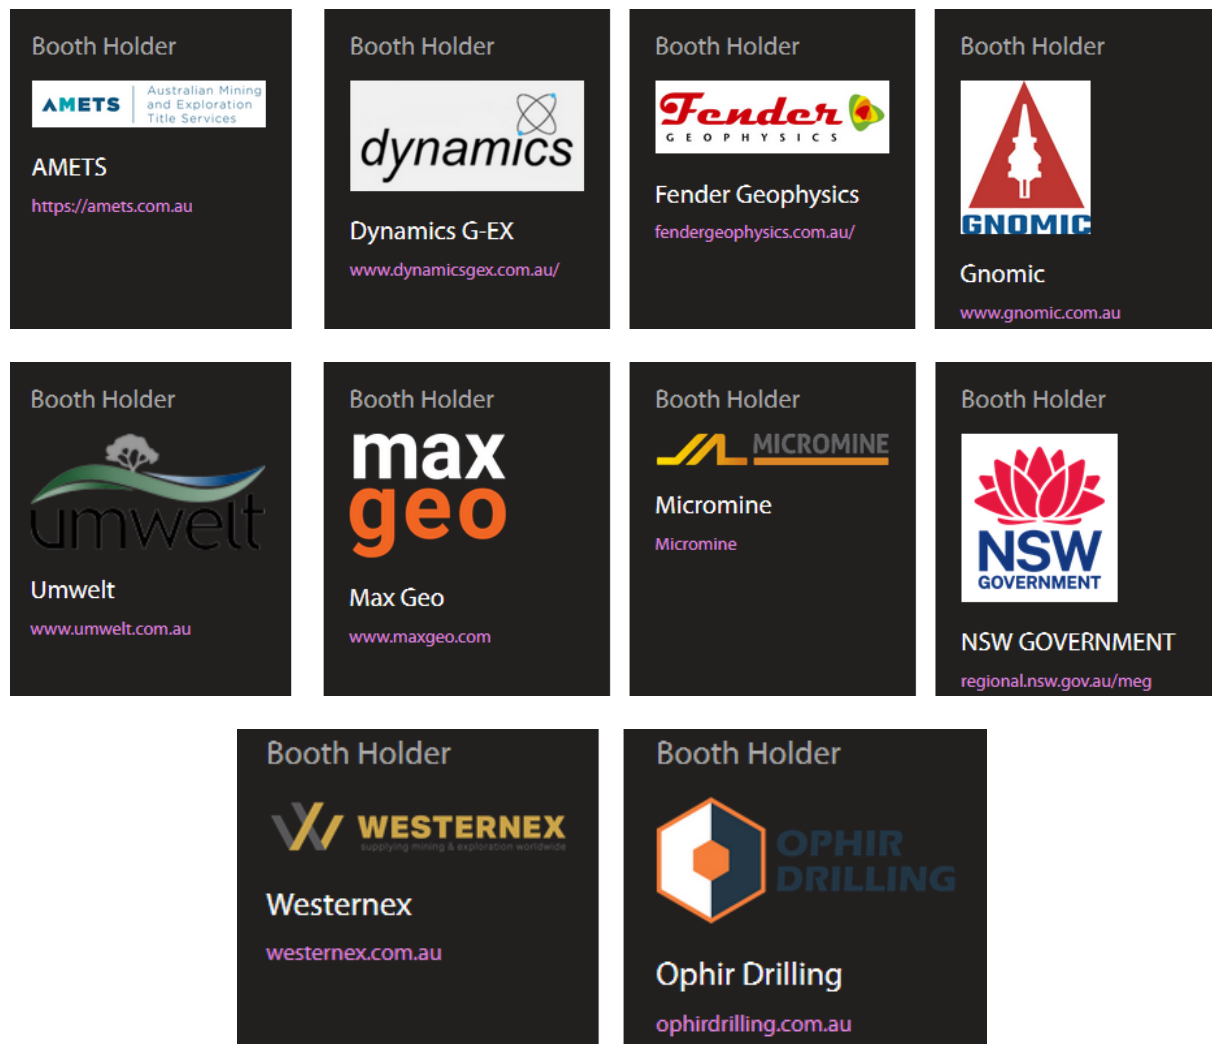 Booth Holder
AMETS
Australian Mining
and Exploration
Title Services
AMETS
https://amets.com.au
Booth Holder
dynamics
Dynamics G-EX
www.dynamicsgex.com.au/
Booth Holder
Fender
GEOPHYSICS
Fender Geophysics
fendergeophysics.com.au/
Booth Holder
GNOMIC
Gnomic
www.gnomic.com.au
Booth Holder
umwelt
Umwelt
www.umwelt.com.au
Booth Holder
max
geo
Max Geo
www.maxgeo.com
Booth Holder
MICROMINE
Micromine
Micromine
Booth Holder
NSW
GOVERNMENT
NSW GOVERNMENT
regional.nsw.gov.au/meg
Booth Holder
WESTERNEX
supplying mining & exploration worldwide
Westernex
westernex.com.au
Booth Holder
OPHIR
DRILLING
Ophir Drilling
ophirdrilling.com.au